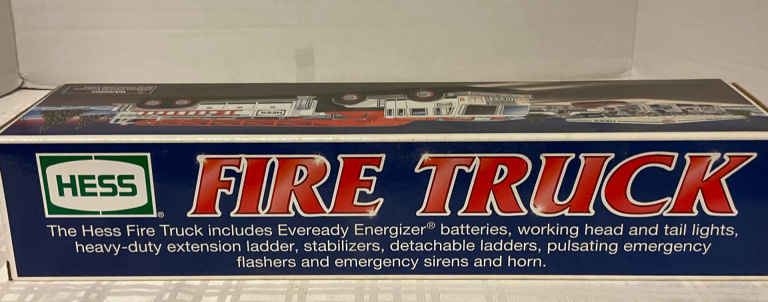 HESS®
FIRE TRUCK
The Hess Fire Truck includes Eveready Energizer® batteries, working head and tail lights,
heavy-duty extension ladder, stabilizers, detachable ladders, pulsating emergency
flashers and emergency sirens and horn.